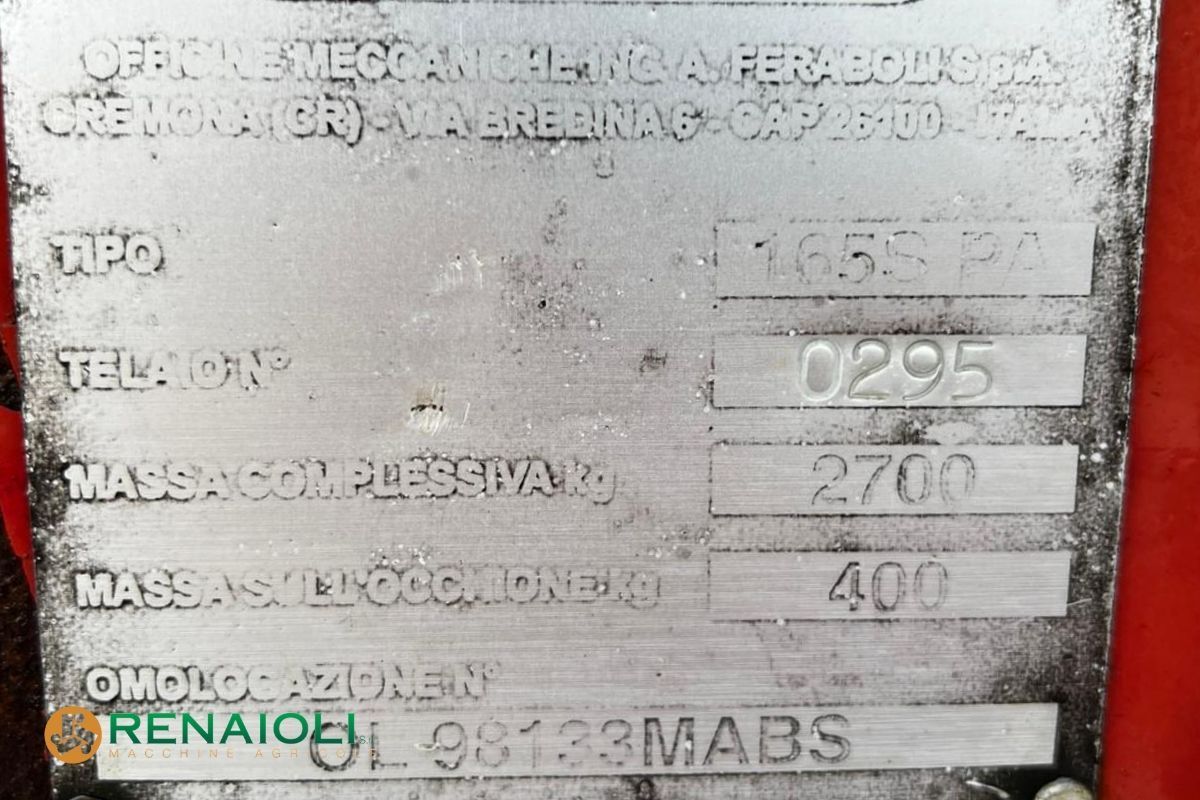 OFFICINE MECCANICHE ING. A. FERABOLI S.p.A.
CREMONA (CR) - VIA BREDINA 6 - CAP 26100 - ITALIA
TIPO 165S PA
TELAIO N° 0295
MASSA COMPLESSIVA kg 2700
MASSA SULL'OCCHIONE kg 400
OMOLOGAZIONE N°
OL 98133MABS
RENAIOLI
MACCHINE AGRICOLE